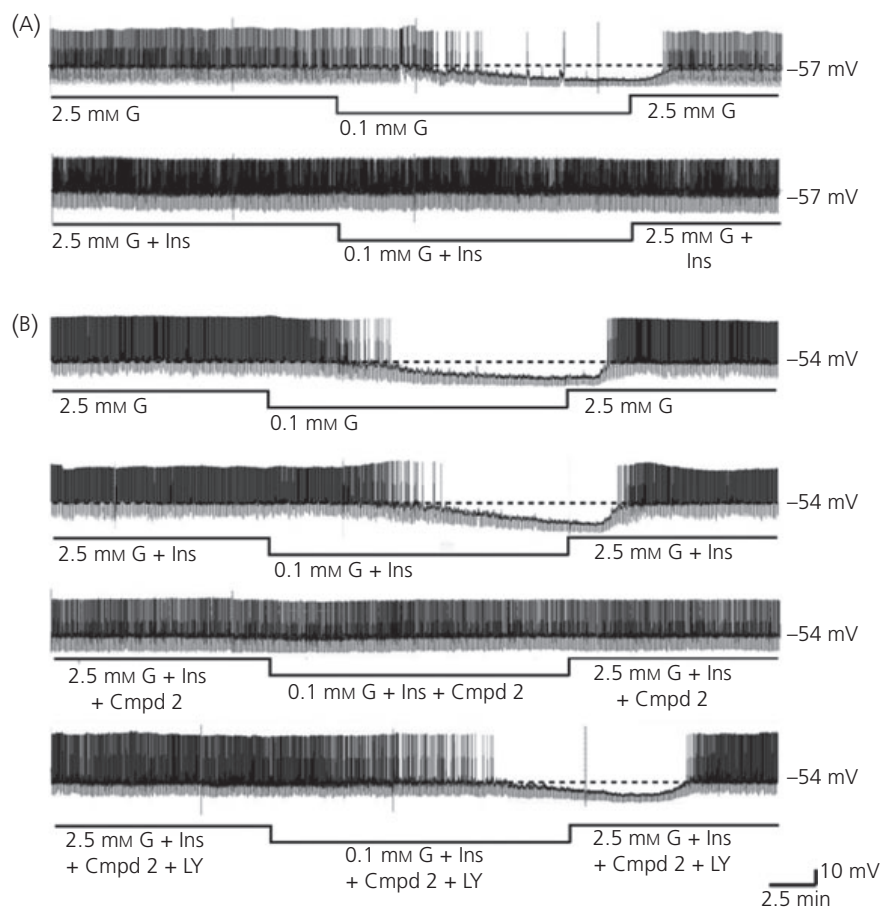 (A)
–57 mV
2.5 mM G
0.1 mM G
2.5 mM G
–57 mV
2.5 mM G + Ins
0.1 mM G + Ins
2.5 mM G +
Ins
(B)
–54 mV
2.5 mM G
0.1 mM G
2.5 mM G
–54 mV
2.5 mM G + Ins
0.1 mM G + Ins
2.5 mM G + Ins
–54 mV
2.5 mM G + Ins
+ Cmpd 2
0.1 mM G + Ins + Cmpd 2
2.5 mM G + Ins
+ Cmpd 2
–54 mV
2.5 mM G + Ins
+ Cmpd 2 + LY
0.1 mM G + Ins
+ Cmpd 2 + LY
2.5 mM G + Ins
+ Cmpd 2 + LY
10 mV
2.5 min